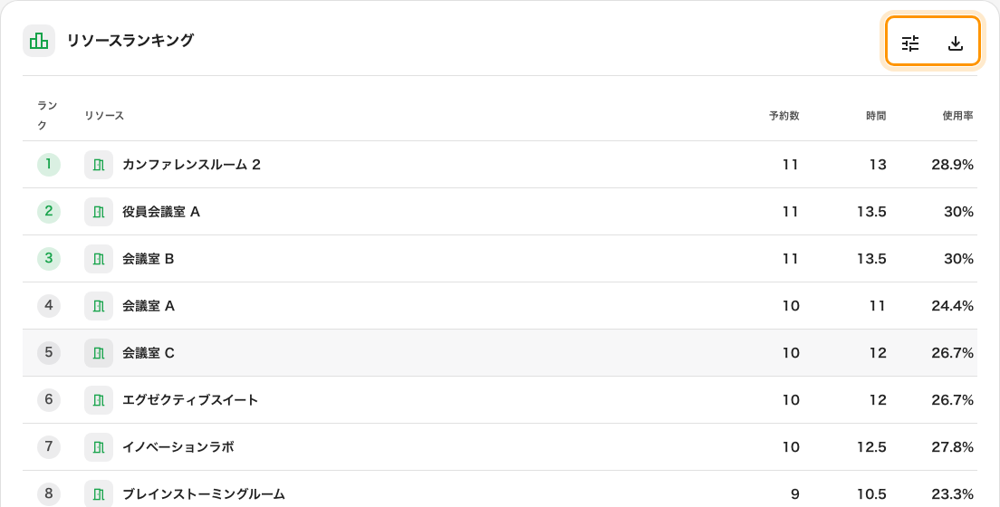 リソースランキング
ラン
ク
リソース 予約数 時間 使用率
1 カンファレンスルーム 2 11 13 28.9%
2 役員会議室 A 11 13.5 30%
3 会議室 B 11 13.5 30%
4 会議室 A 10 11 24.4%
5 会議室 C 10 12 26.7%
6 エグゼクティブスイート 10 12 26.7%
7 イノベーションラボ 10 12.5 27.8%
8 ブレインストーミングルーム 9 10.5 23.3%